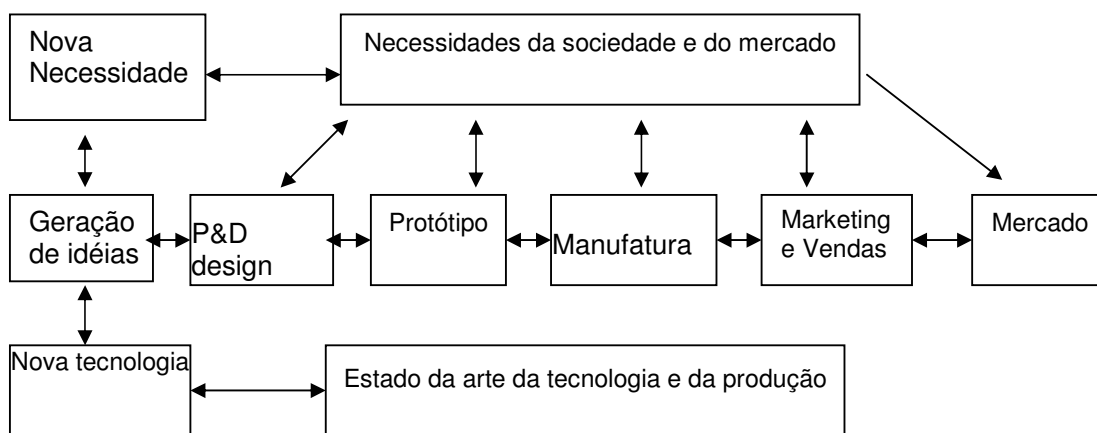 Nova
Necessidade
Necessidades da sociedade e do mercado
Geração
de idéias
P&D
design
Protótipo
Manufatura
Marketing
e Vendas
Mercado
Nova tecnologia
Estado da arte da tecnologia e da produção